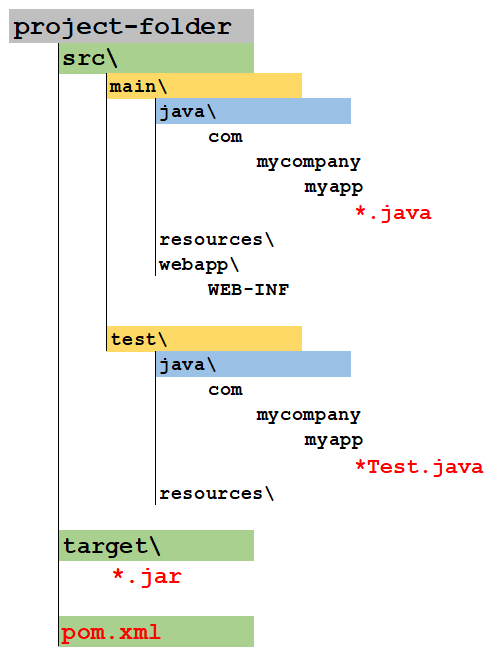 project-folder
src\
main\
java\
com
mycompany
myapp
*.java
resources\
webapp\
WEB-INF
test\
java\
com
mycompany
myapp
*Test.java
resources\
target\
*.jar
pom.xml